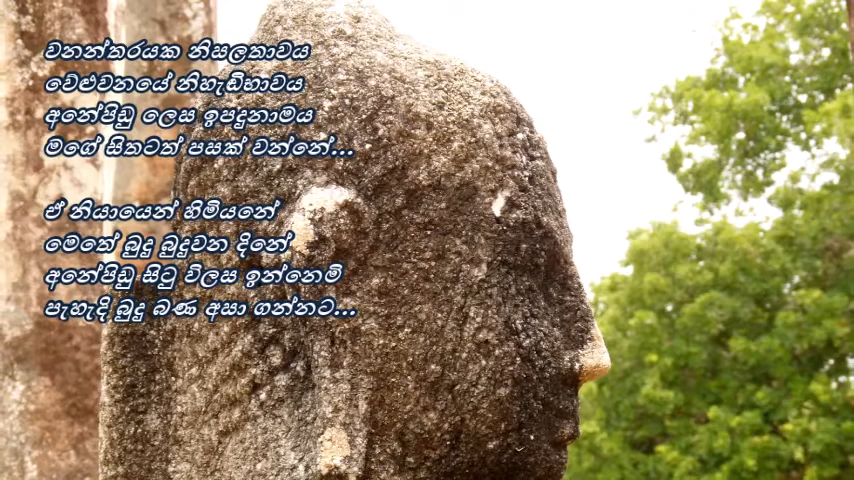 වනන්තරයක නිසලතාවය
වේළුවනයේ නිහැඬිභාවය
අනේපිඬු ලෙස ඉපදුනාමය
මගේ සිතටත් පසක් වන්නේ...
ඒ නියායෙන් හිමියනේ
මෙතේ බුදු බුදුවන දිනේ
අනේපිඬු සිටු විලස ඉන්නෙමි
පැහැදි බුදු බණ අසා ගන්නට...